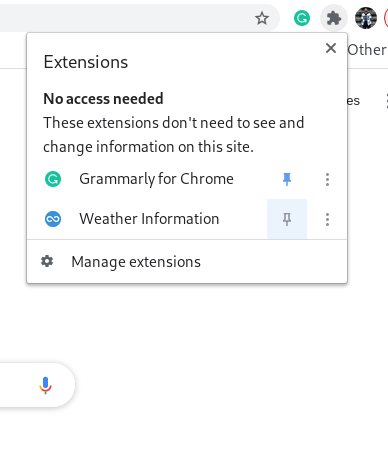 Other
Extensions
No access needed
es
These extensions don't need to see and
change information on this site.
Grammarly for Chrome
Weather Information
Manage extensions